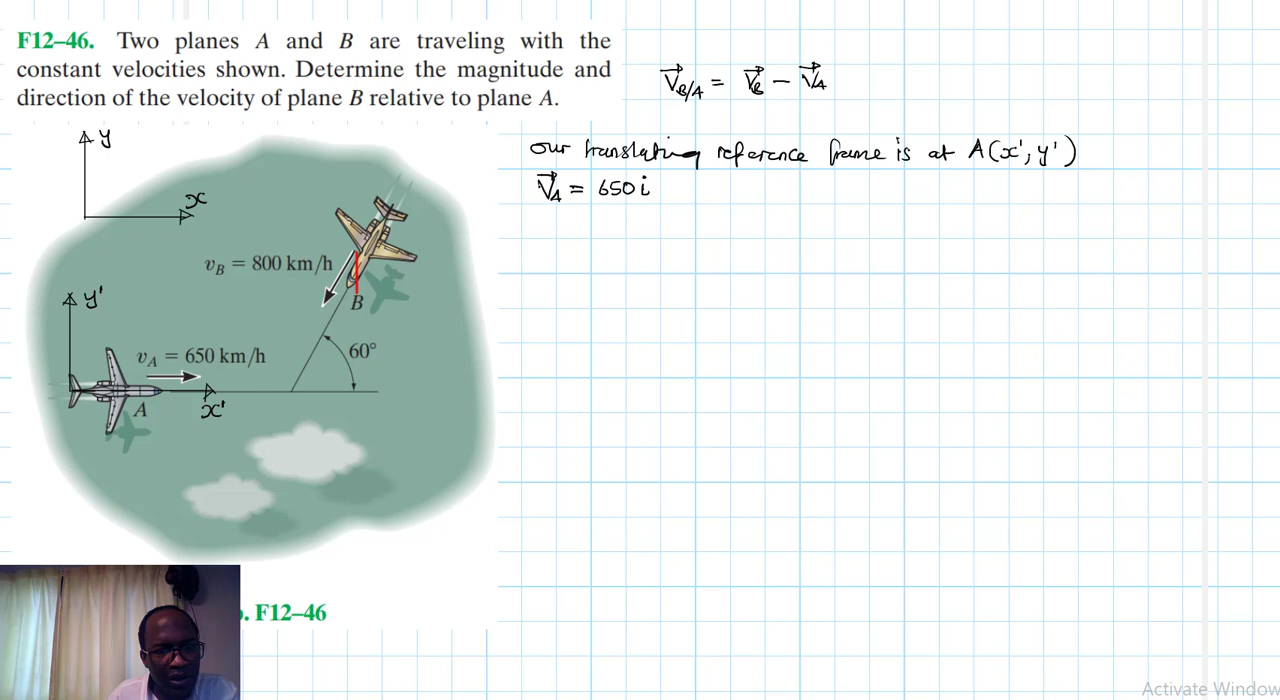 F12–46. Two planes A and B are traveling with the
constant velocities shown. Determine the magnitude and
direction of the velocity of plane B relative to plane A.
V⃗B/A = V⃗B − V⃗A
our translating reference frame is at A(x', y')
V⃗A = 650 i
y
x
vB = 800 km/h
B
y'
vA = 650 km/h
60°
A
x'
. F12–46
Activate Window